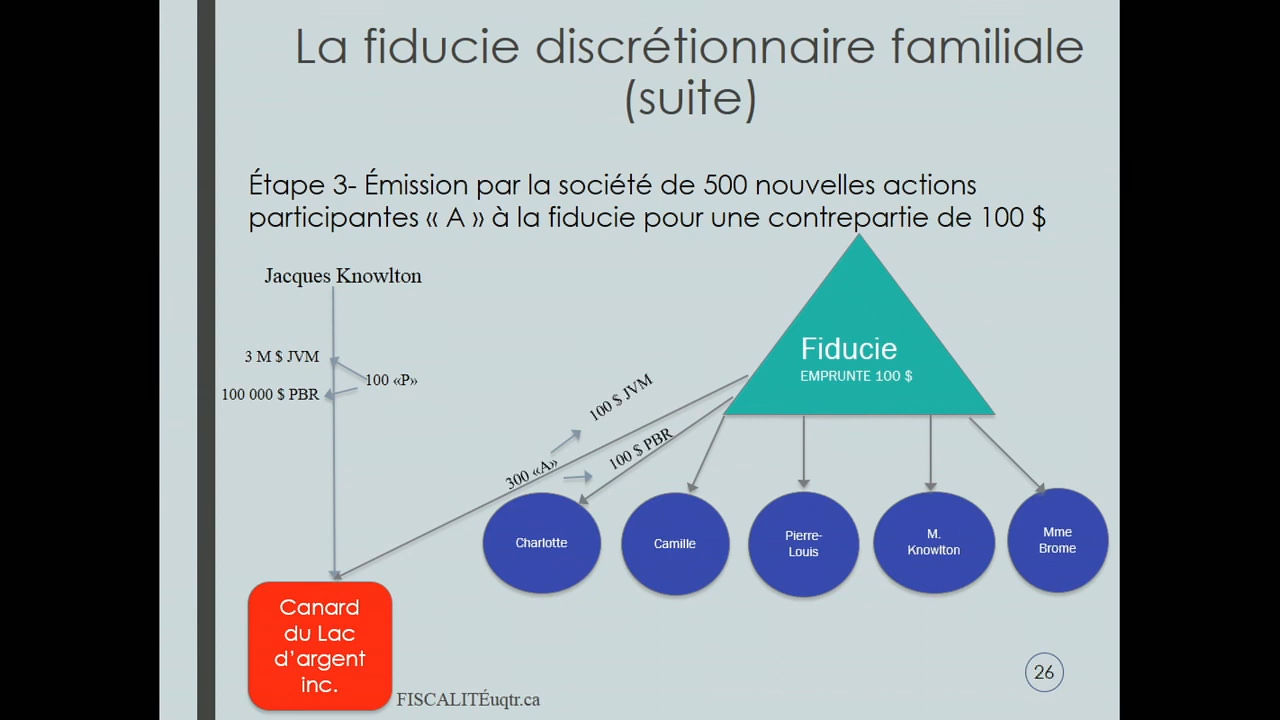 La fiducie discrétionnaire familiale
(suite)
Étape 3- Émission par la société de 500 nouvelles actions
participantes « A » à la fiducie pour une contrepartie de 100 $
Jacques Knowlton
3 M $ JVM
100 «P»
100 000 $ PBR
Fiducie
EMPRUNTE 100 $
100 $ JVM
100 $ PBR
300 «A»
Charlotte
Camille
Pierre-
Louis
M.
Knowlton
Mme
Brome
Canard
du Lac
d’argent
inc.
26
FISCALITÉuqtr.ca